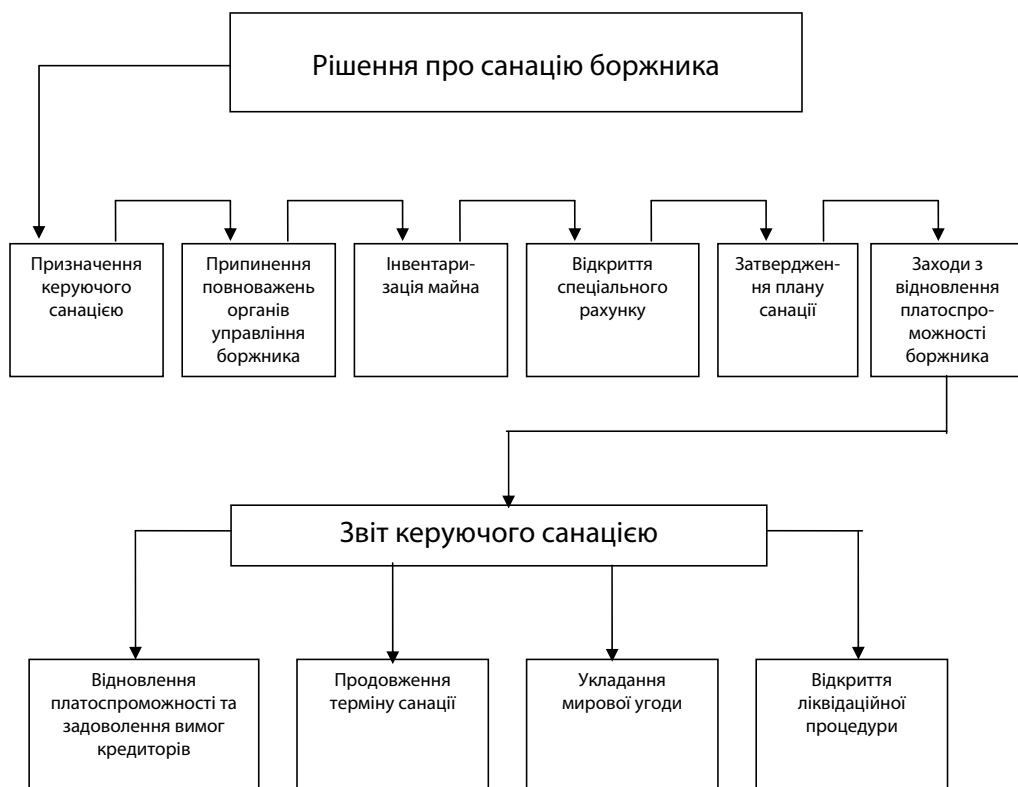 Рішення про санацію боржника
Призначення
керуючого
санацією
Припинення
повноважень
органів
управління
боржника
Інвентари-
зація майна
Відкриття
спеціального
рахунку
Затверджен-
ня плану
санації
Заходи з
відновлення
платоспро-
можності
боржника
Звіт керуючого санацією
Відновлення
платоспроможності та
задоволення вимог
кредиторів
Продовження
терміну санації
Укладання
мирової угоди
Відкриття
ліквідаційної
процедури